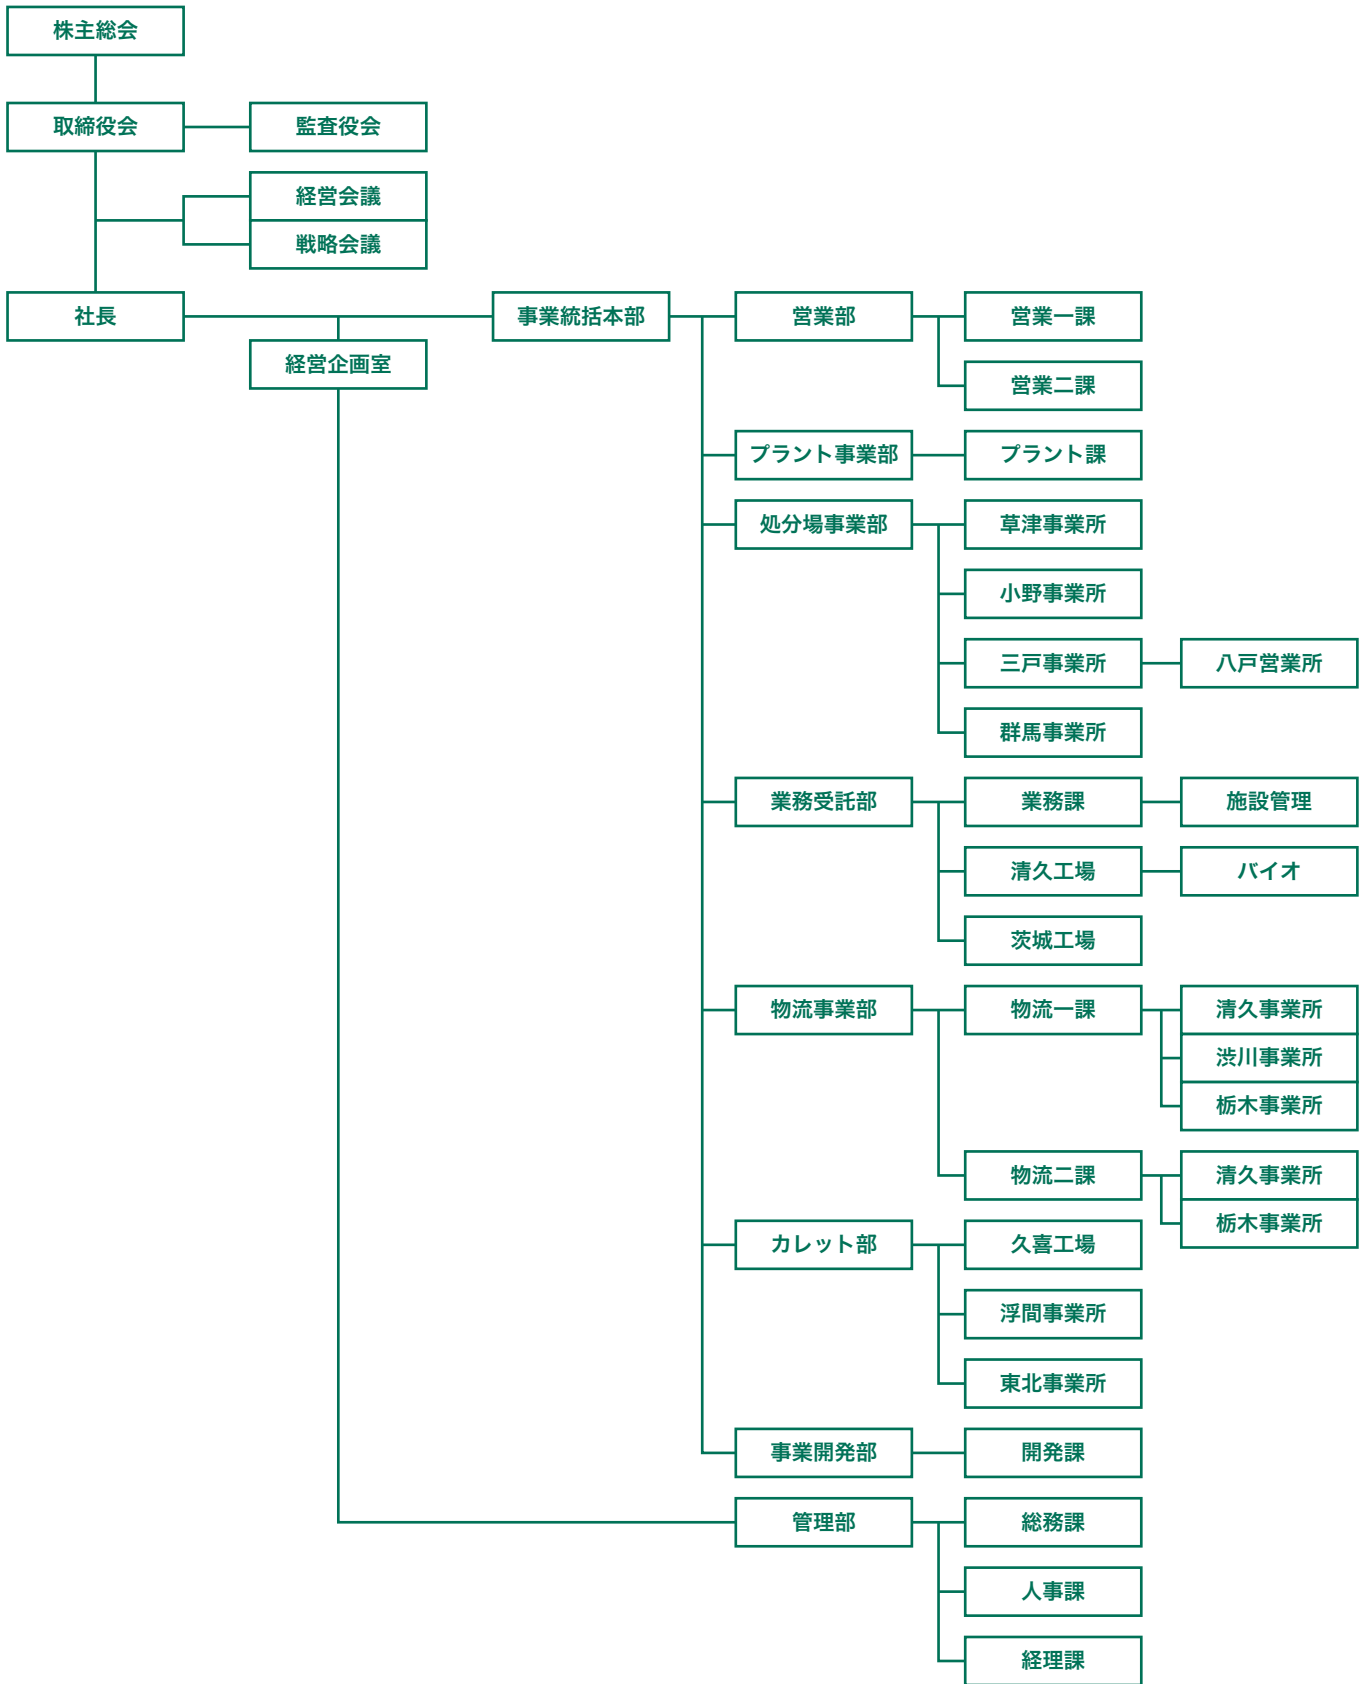 株主総会
取締役会
監査役会
経営会議
戦略会議
社長
経営企画室
事業統括本部
営業部
営業一課
営業二課
プラント事業部
プラント課
処分場事業部
草津事業所
小野事業所
三戸事業所
八戸営業所
群馬事業所
業務受託部
業務課
施設管理
清久工場
バイオ
茨城工場
物流事業部
物流一課
清久事業所
渋川事業所
栃木事業所
物流二課
清久事業所
栃木事業所
カレット部
久喜工場
浮間事業所
東北事業所
事業開発部
開発課
管理部
総務課
人事課
経理課